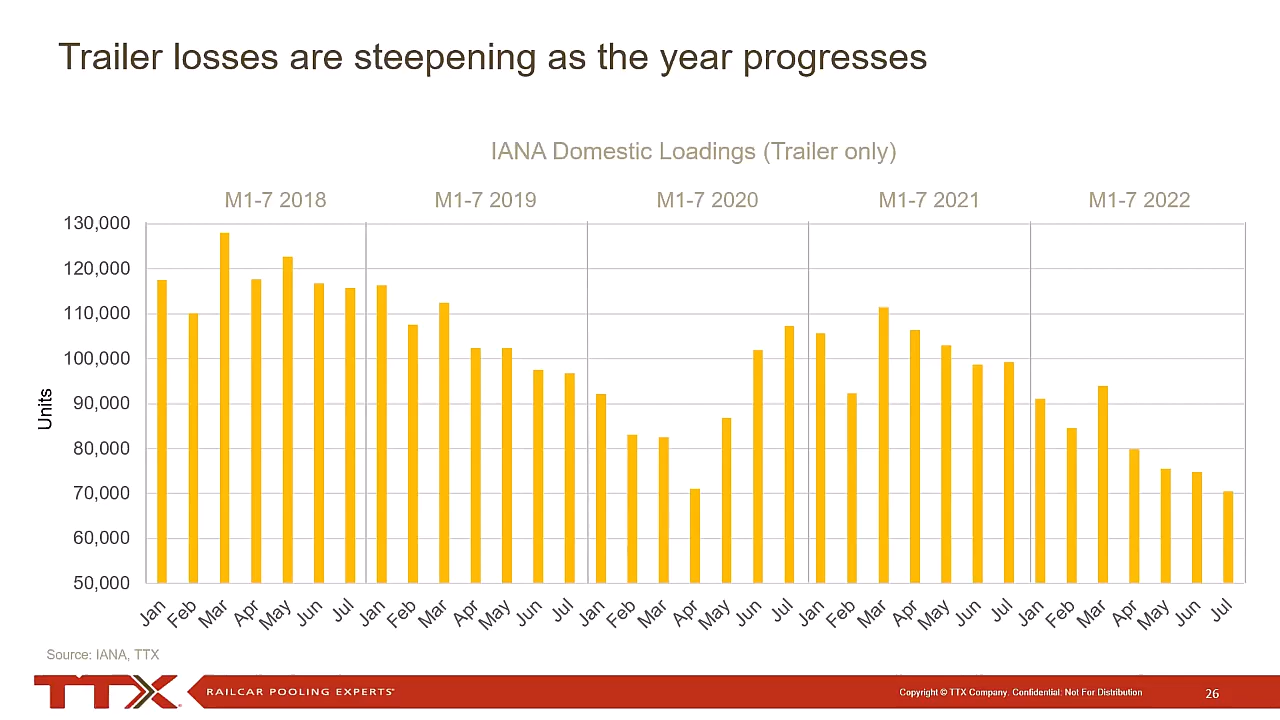 Trailer losses are steepening as the year progresses
IANA Domestic Loadings (Trailer only)
M1-7 2018 M1-7 2019 M1-7 2020 M1-7 2021 M1-7 2022
130,000
120,000
110,000
100,000
90,000
80,000
70,000
60,000
50,000
Units
Jan Feb Mar Apr May Jun Jul Jan Feb Mar Apr May Jun Jul Jan Feb Mar Apr May Jun Jul Jan Feb Mar Apr May Jun Jul Jan Feb Mar Apr May Jun Jul
Source: IANA, TTX
TTX RAILCAR POOLING EXPERTS Copyright © TTX Company. Confidential: Not For Distribution 26